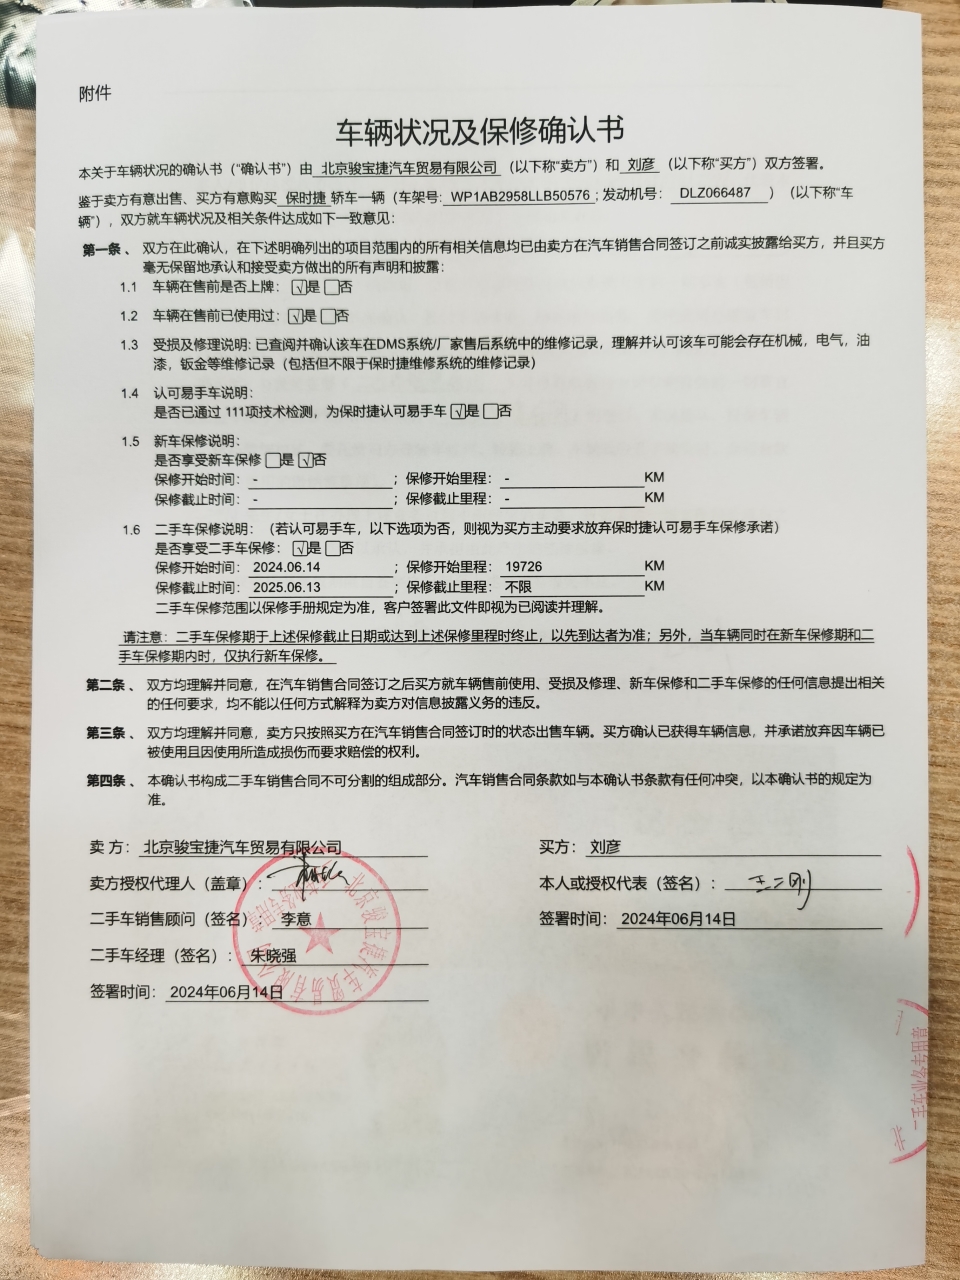 附件
车辆状况及保修确认书
本关于车辆状况的确认书（“确认书”）由 北京骏宝捷汽车贸易有限公司 （以下称“卖方”）和 刘彦 （以下称“买方”）双方签署。
鉴于卖方有意出售、买方有意购买 保时捷 轿车一辆（车架号：WP1AB2958LLB50576；发动机号： DLZ066487 ）（以下称“车
辆”），双方就车辆状况及相关条件达成如下一致意见：
第一条 、 双方在此确认，在下述明确列出的项目范围内的所有相关信息均已由卖方在汽车销售合同签订之前诚实披露给买方，并且买方
毫无保留地承认和接受卖方做出的所有声明和披露：
1.1 车辆在售前是否上牌：☑是 □否
1.2 车辆在售前已使用过：☑是 □否
1.3 受损及修理说明: 已查阅并确认该车在DMS系统/厂家售后系统中的维修记录，理解并认可该车可能会存在机械，电气，油
漆，钣金等维修记录（包括但不限于保时捷维修系统的维修记录）
1.4 认可易手车说明:
是否已通过 111项技术检测，为保时捷认可易手车 ☑是 □否
1.5 新车保修说明:
是否享受新车保修 □是 ☑否
保修开始时间： - ；保修开始里程： - KM
保修截止时间： - ；保修截止里程： - KM
1.6 二手车保修说明：（若认可易手车，以下选项为否，则视为买方主动要求放弃保时捷认可易手车保修承诺）
是否享受二手车保修： ☑是 □否
保修开始时间： 2024.06.14 ；保修开始里程： 19726 KM
保修截止时间： 2025.06.13 ；保修截止里程： 不限 KM
二手车保修范围以保修手册规定为准，客户签署此文件即视为已阅读并理解。
请注意：二手车保修期于上述保修截止日期或达到上述保修里程时终止，以先到达者为准；另外，当车辆同时在新车保修期和二
手车保修期内时，仅执行新车保修。
第二条 、 双方均理解并同意，在汽车销售合同签订之后买方就车辆售前使用、受损及修理、新车保修和二手车保修的任何信息提出相关
的任何要求，均不能以任何方式解释为卖方对信息披露义务的违反。
第三条 、 双方均理解并同意，卖方只按照买方在汽车销售合同签订时的状态出售车辆。买方确认已获得车辆信息，并承诺放弃因车辆已
被使用且因使用所造成损伤而要求赔偿的权利。
第四条 、 本确认书构成二手车销售合同不可分割的组成部分。汽车销售合同条款如与本确认书条款有任何冲突，以本确认书的规定为
准。
卖 方： 北京骏宝捷汽车贸易有限公司
卖方授权代理人（盖章）：
二手车销售顾问（签名）： 李意
二手车经理（签名）： 朱晓强
签署时间： 2024年06月14日
买方： 刘彦
本人或授权代表（签名）： 王二刚
签署时间： 2024年06月14日
北京骏宝捷汽车贸易有限公司
二手车业务专用章